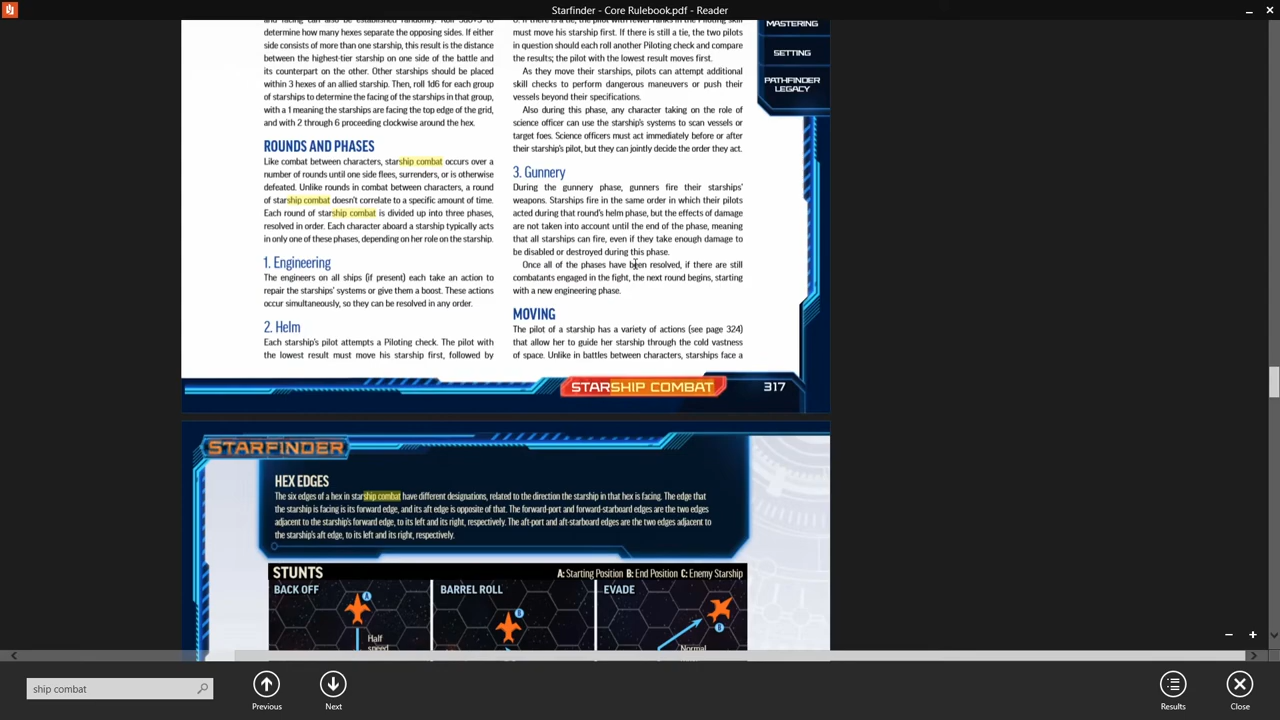 Starfinder - Core Rulebook.pdf - Reader
determine how many hexes separate the opposing sides. If either
side consists of more than one starship, this result is the distance
between the highest-tier starship on one side of the battle and
its counterpart on the other. Other starships should be placed
within 3 hexes of an allied starship. Then, roll 1d6 for each group
of starships to determine the facing of the starships in that group,
with a 1 meaning the starships are facing the top edge of the grid,
and with 2 through 6 proceeding clockwise around the hex.
ROUNDS AND PHASES
Like combat between characters, starship combat occurs over a
number of rounds until one side flees, surrenders, or is otherwise
defeated. Unlike rounds in combat between characters, a round
of starship combat doesn't correlate to a specific amount of time.
Each round of starship combat is divided up into three phases,
resolved in order. Each character aboard a starship typically acts
in only one of these phases, depending on her role on the starship.
1. Engineering
The engineers on all ships (if present) each take an action to
repair the starships' systems or give them a boost. These actions
occur simultaneously, so they can be resolved in any order.
2. Helm
Each starship's pilot attempts a Piloting check. The pilot with
the lowest result must move his starship first, followed by
must move his starship first. If there is still a tie, the two pilots
in question should each roll another Piloting check and compare
the results; the pilot with the lowest result moves first.
As they move their starships, pilots can attempt additional
skill checks to perform dangerous maneuvers or push their
vessels beyond their specifications.
Also during this phase, any character taking on the role of
science officer can use the starship's systems to scan vessels or
target foes. Science officers must act immediately before or after
their starship's pilot, but they can jointly decide the order they act.
3. Gunnery
During the gunnery phase, gunners fire their starships'
weapons. Starships fire in the same order in which their pilots
acted during that round's helm phase, but the effects of damage
are not taken into account until the end of the phase, meaning
that all starships can fire, even if they take enough damage to
be disabled or destroyed during this phase.
Once all of the phases have been resolved, if there are still
combatants engaged in the fight, the next round begins, starting
with a new engineering phase.
MOVING
The pilot of a starship has a variety of actions (see page 324)
that allow her to guide her starship through the cold vastness
of space. Unlike in battles between characters, starships face a
MASTERING
SETTING
PATHFINDER
LEGACY
STARSHIP COMBAT
317
STARFINDER
HEX EDGES
The six edges of a hex in starship combat have different designations, related to the direction the starship in that hex is facing. The edge that
the starship is facing is its forward edge, and its aft edge is opposite of that. The forward-port and forward-starboard edges are the two edges
adjacent to the starship's forward edge, to its left and its right, respectively. The aft-port and aft-starboard edges are the two edges adjacent to
the starship's aft edge, to its left and its right, respectively.
STUNTS
A: Starting Position B: End Position C: Enemy Starship
BACK OFF
A
Half
speed
BARREL ROLL
B
EVADE
B
Normal
ship combat
Previous
Next
Results
Close